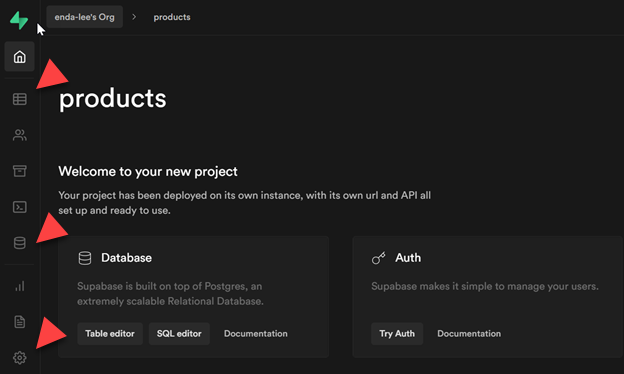 enda-lee's Org > products
products
Welcome to your new project
Your project has been deployed on its own instance, with its own url and API all
set up and ready to use.
Database
Supabase is built on top of Postgres, an
extremely scalable Relational Database.
Table editor SQL editor Documentation
Auth
Supabase makes it simple to manage your users.
Try Auth Documentation